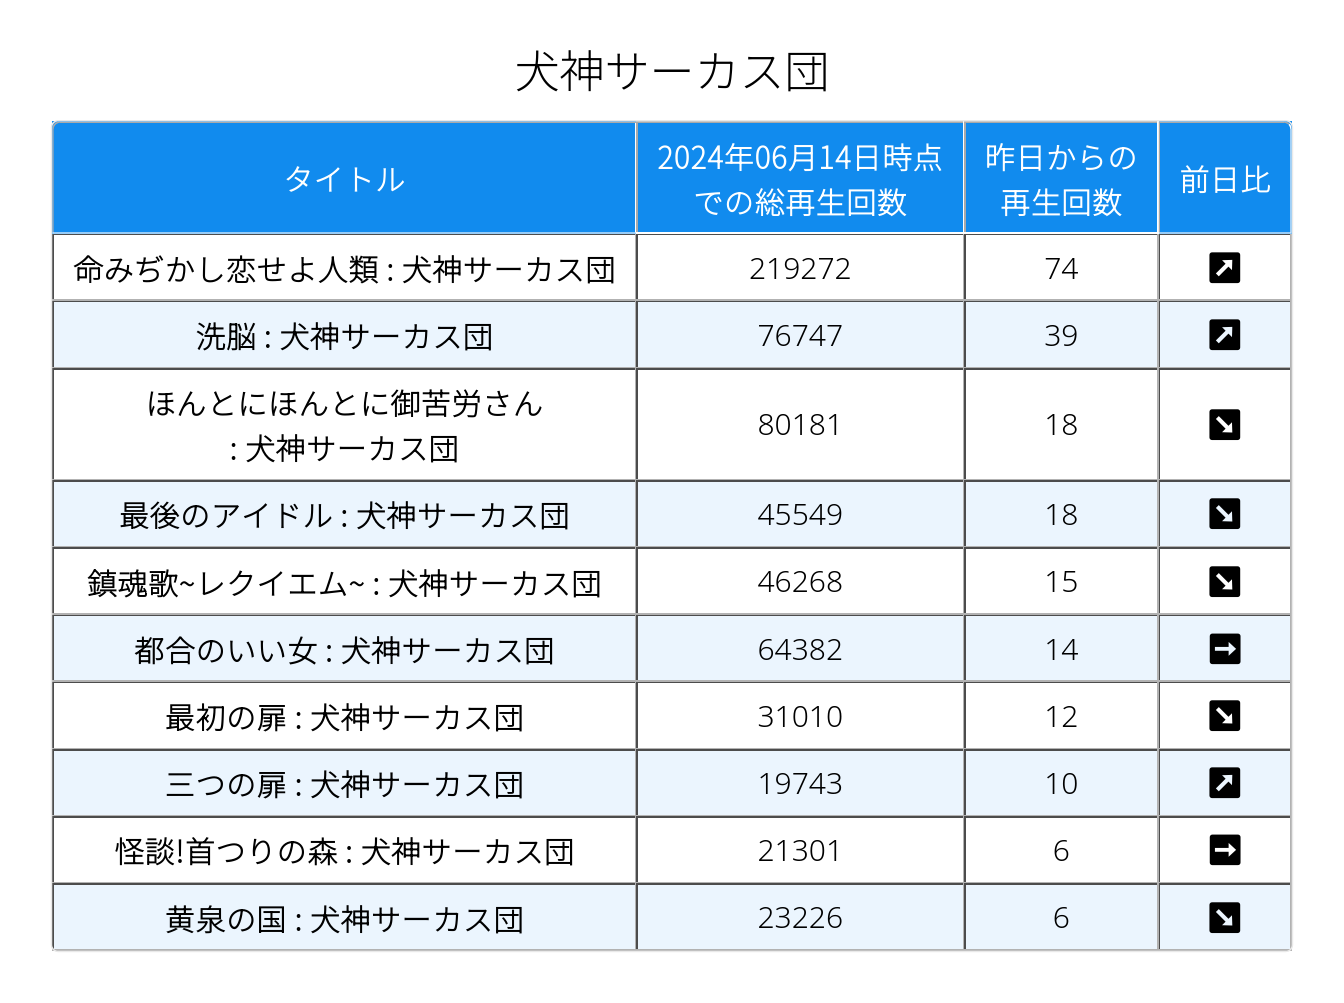 犬神サーカス団
タイトル
2024年06月14日時点
での総再生回数
昨日からの
再生回数
前日比
命みぢかし恋せよ人類 : 犬神サーカス団 219272 74 ↗
洗脳 : 犬神サーカス団 76747 39 ↗
ほんとにほんとに御苦労さん
: 犬神サーカス団 80181 18 ↘
最後のアイドル : 犬神サーカス団 45549 18 ↘
鎮魂歌~レクイエム~ : 犬神サーカス団 46268 15 ↘
都合のいい女 : 犬神サーカス団 64382 14 →
最初の扉 : 犬神サーカス団 31010 12 ↘
三つの扉 : 犬神サーカス団 19743 10 ↗
怪談!首つりの森 : 犬神サーカス団 21301 6 →
黄泉の国 : 犬神サーカス団 23226 6 ↘